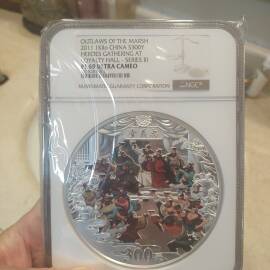 OUTLAWS OF THE MARSH
2011 1Kilo CHINA S300Y
HEROES GATHERING AT
LOYALTY HALL - SERIES III
PF 69 ULTRA CAMEO
NUMISMATIC GUARANTY CORPORATION
NGC
300